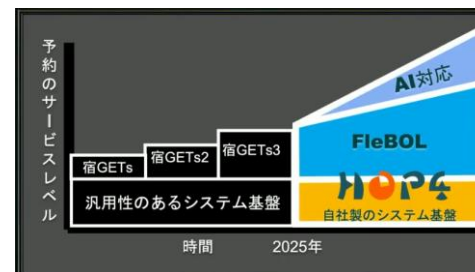 予約のサービスレベル
AI対応
FleBOL
宿GETs
宿GETs2
宿GETs3
HOP4
汎用性のあるシステム基盤
自社製のシステム基盤
時間
2025年